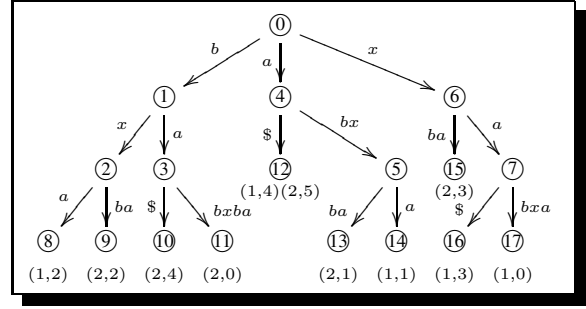 0
b a x
1 4 6
x a $ bx ba a
2 3 12 5 15 7
(1,4)(2,5) (2,3)
a ba $ bxba ba a $ bxa
8 9 10 11 13 14 16 17
(1,2) (2,2) (2,4) (2,0) (2,1) (1,1) (1,3) (1,0)